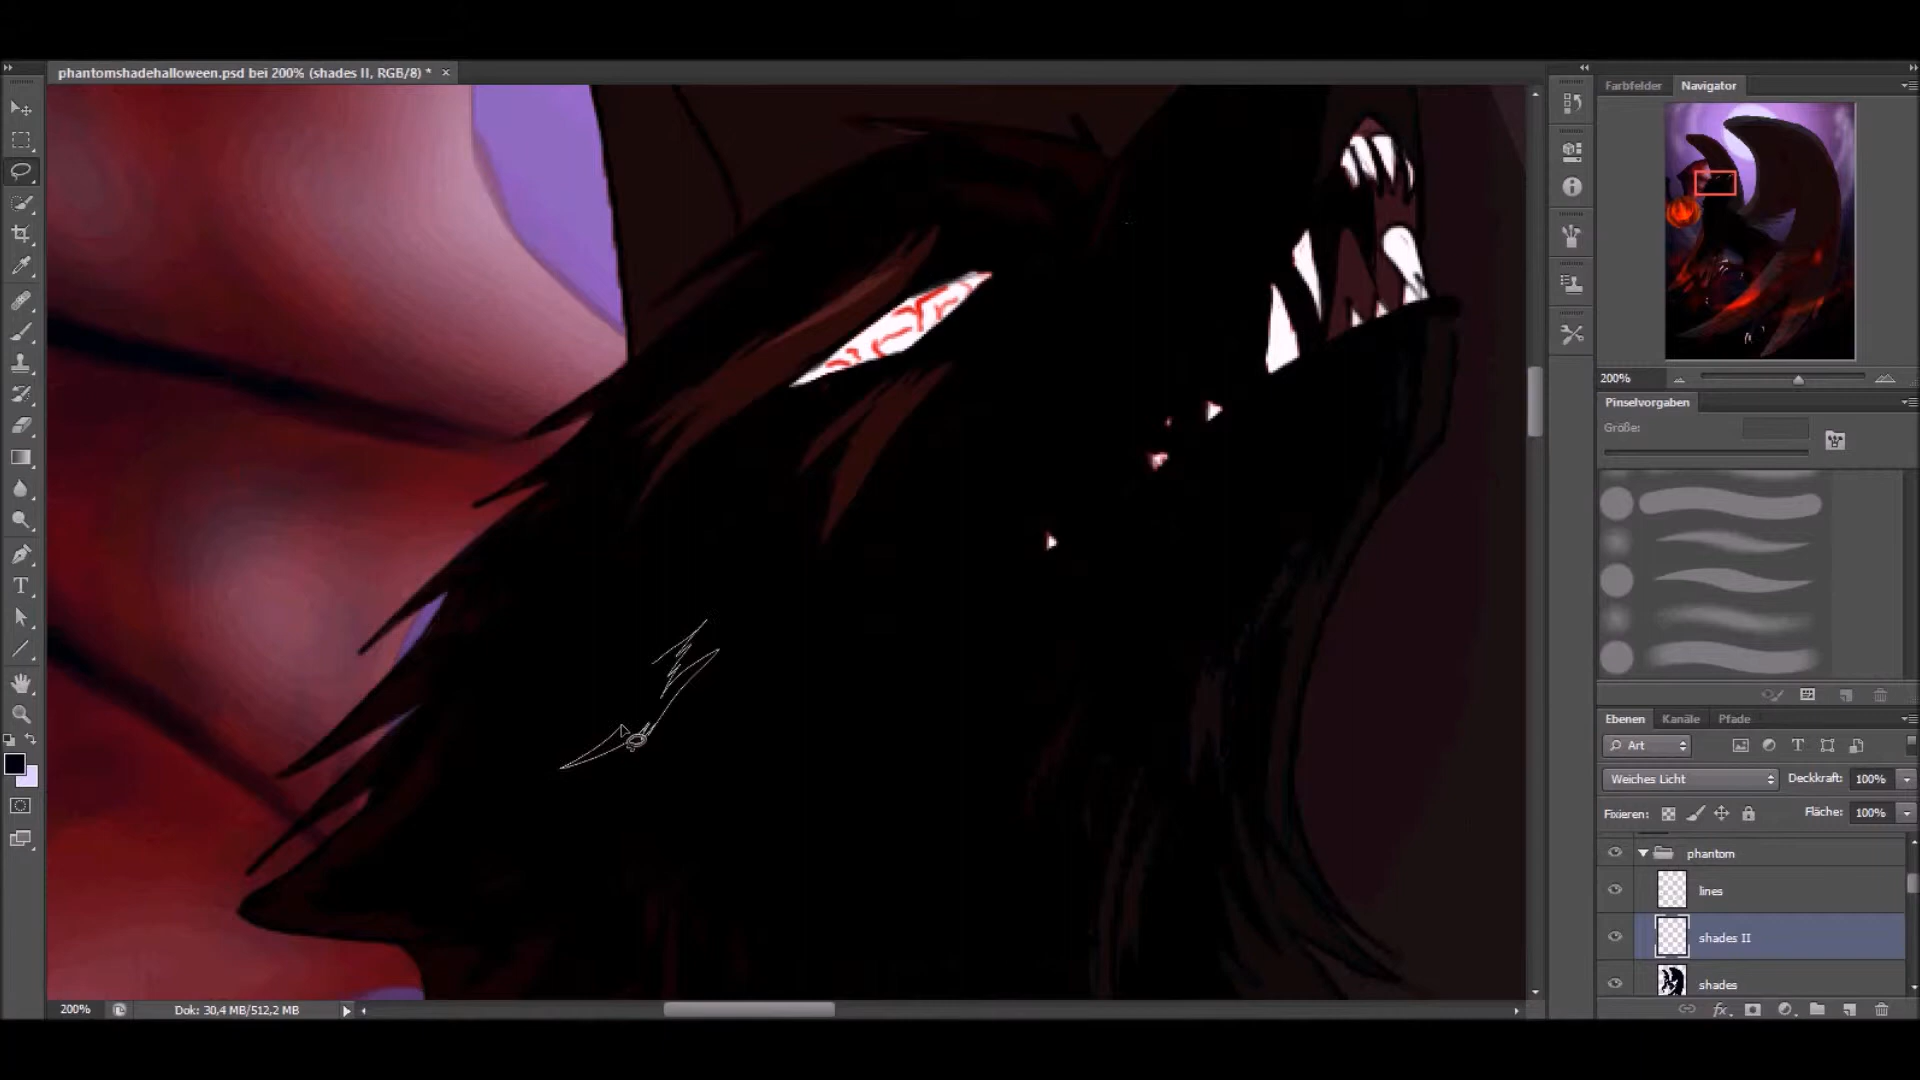 phantomshadehalloween.psd bei 200% (shades II, RGB/8) * ×
Farbfelder Navigator
200%
Pinselvorgaben
Größe:
Ebenen Kanäle Pfade
Art
Weiches Licht Deckkraft: 100%
Fixieren: Fläche: 100%
phantom
lines
shades II
shades
200% Dok: 30,4 MB/512,2 MB